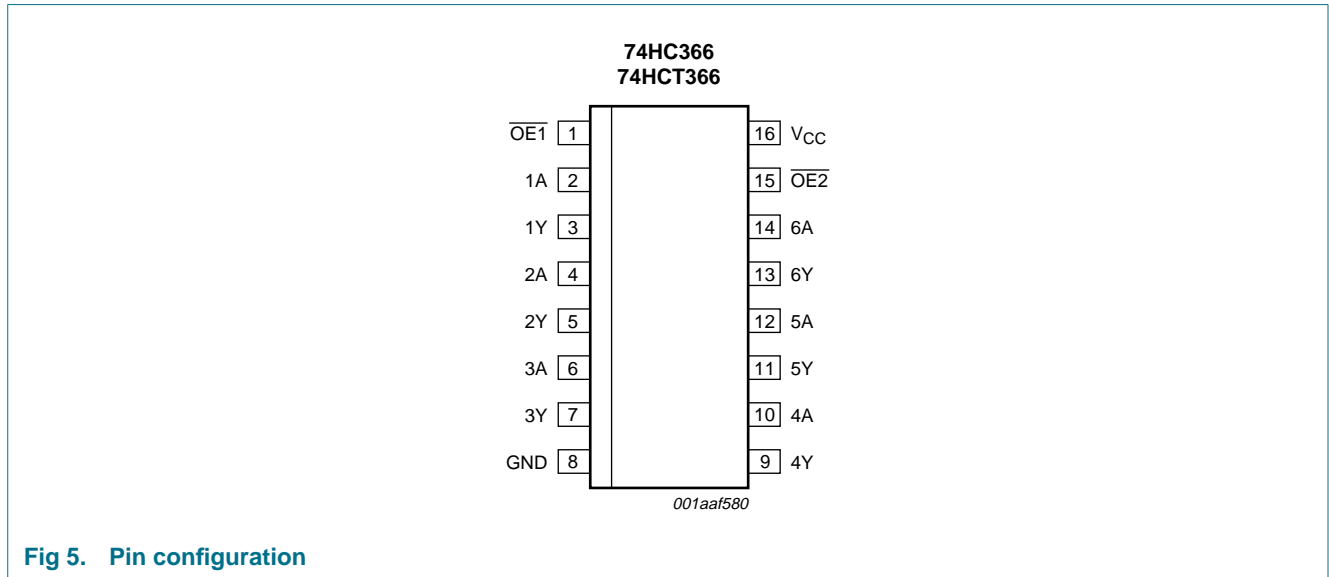 74HC366
74HCT366
OE1 1
1A 2
1Y 3
2A 4
2Y 5
3A 6
3Y 7
GND 8
16 VCC
15 OE2
14 6A
13 6Y
12 5A
11 5Y
10 4A
9 4Y
001aaf580
Fig 5. Pin configuration